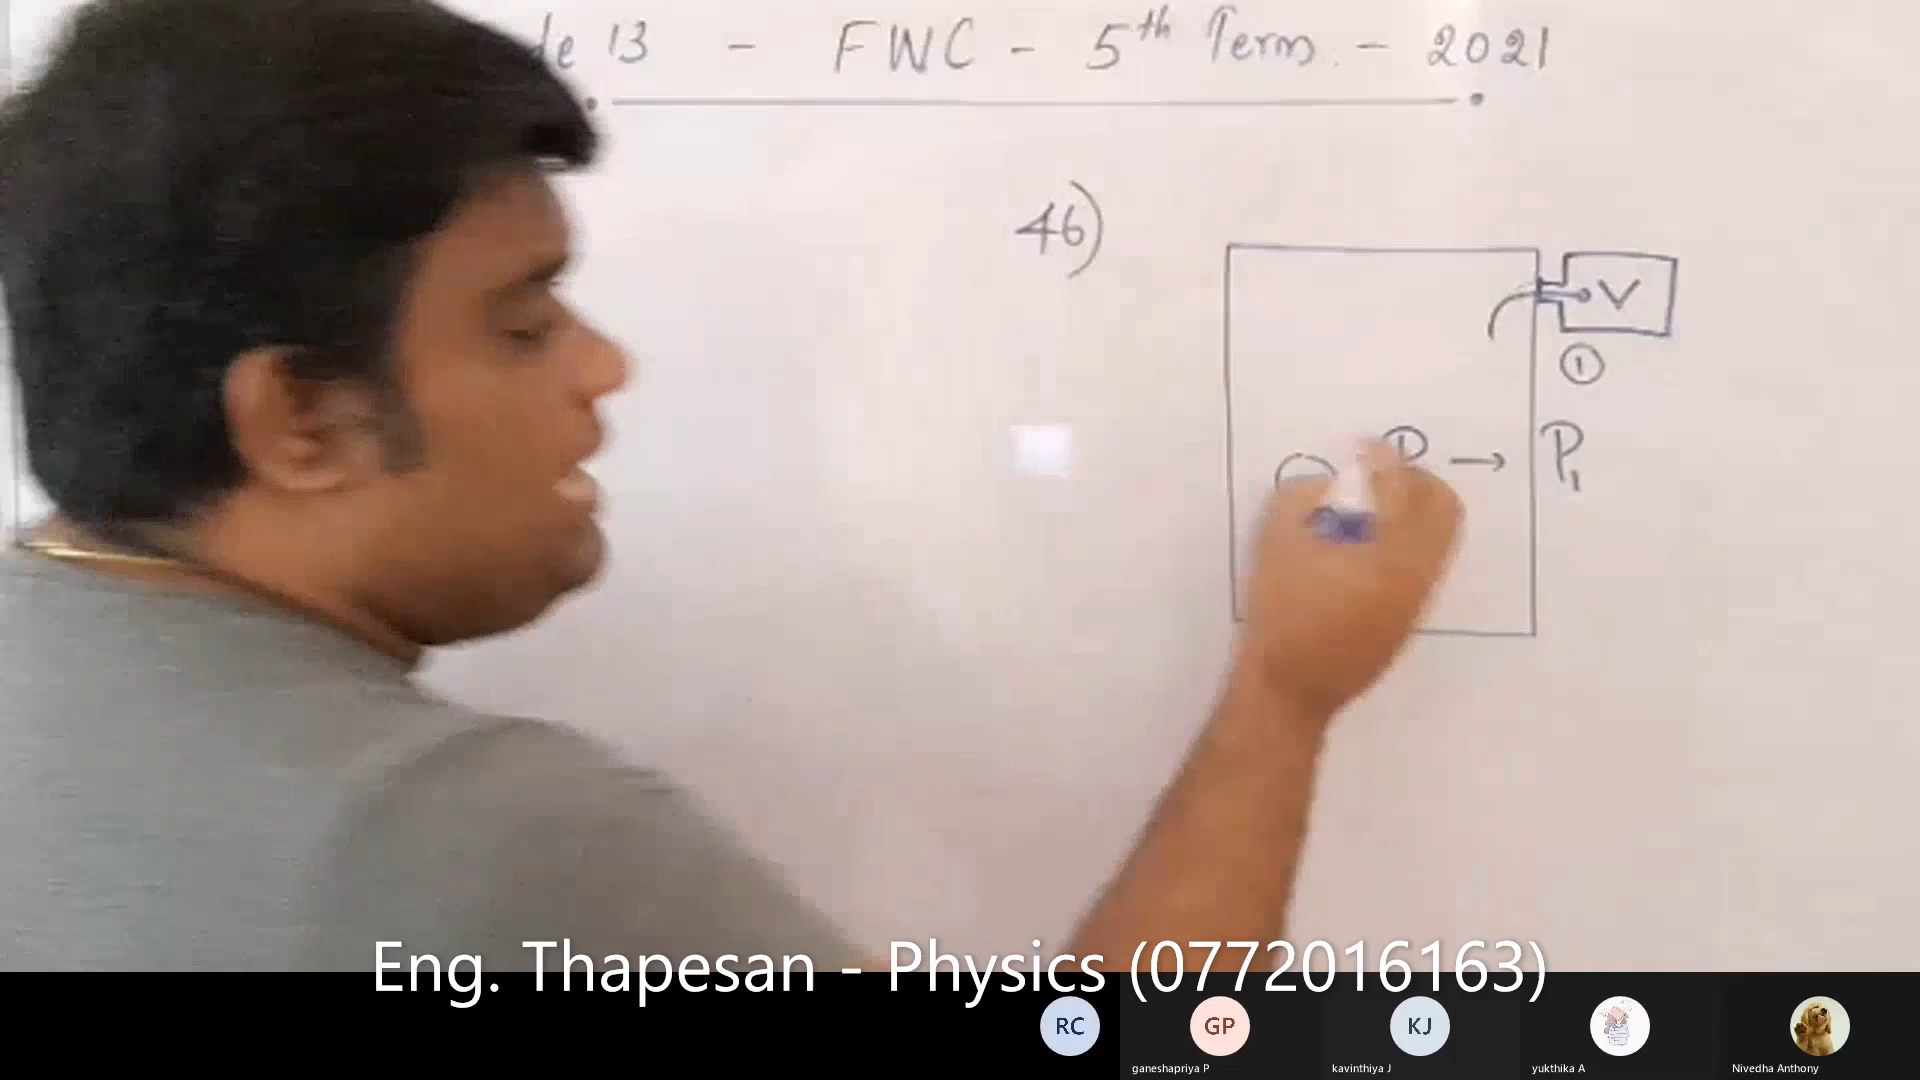 de 13 - FWC - 5th Term - 2021
46)
V
①
P → P₁
Eng. Thapesan - Physics (0772016163)
RC
GP
KJ
ganeshapriya P
kavinthiya J
yukthika A
Nivedha Anthony